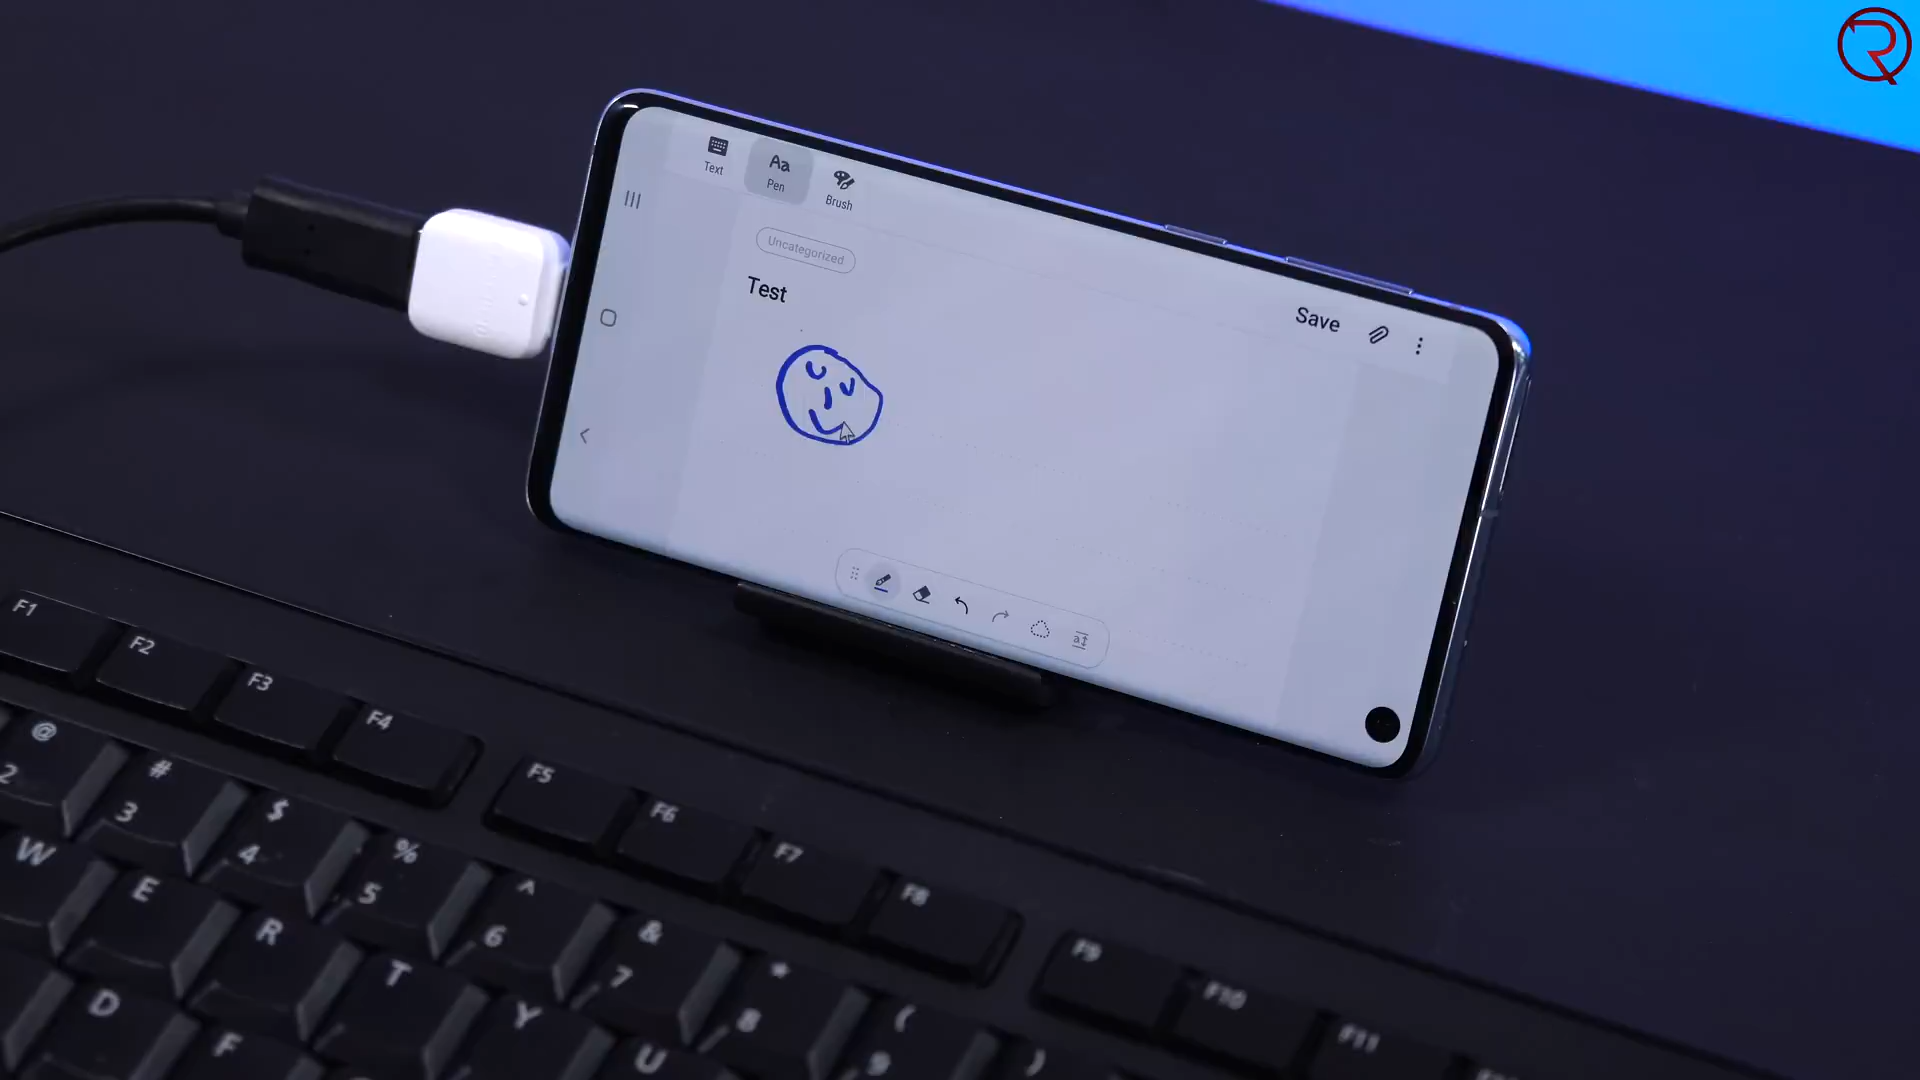 Text
Aa
Pen
Brush
Uncategorized
Test
Save
F1
F2
F3
F4
F5
F6
F7
F8
F9
F10
F11
@
2
#
3
$
4
%
5
^
6
&
7
*
8
(
9
)
W
E
R
T
Y
U
D
F